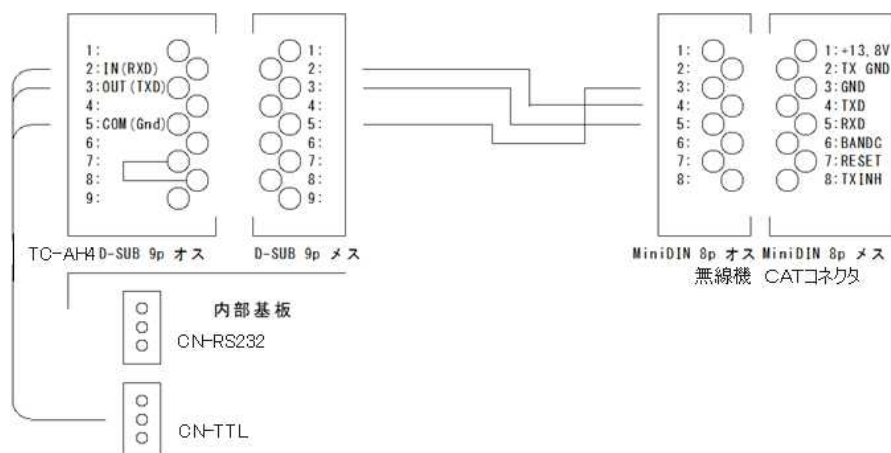 1:
2:IN(RXD)
3:OUT(TXD)
4:
5:COM(Gnd)
6:
7:
8:
9:
1:
2:
3:
4:
5:
6:
7:
8:
9:
1:
2:
3:
4:
5:
6:
7:
8:
1:+13.8V
2:TX GND
3:GND
4:TXD
5:RXD
6:BANDC
7:RESET
8:TXINH
TC-AH4 D-SUB 9p オス
D-SUB 9p メス
MiniDIN 8p オス
MiniDIN 8p メス
無線機 CATコネクタ
内部基板
CN-RS232
CN-TTL